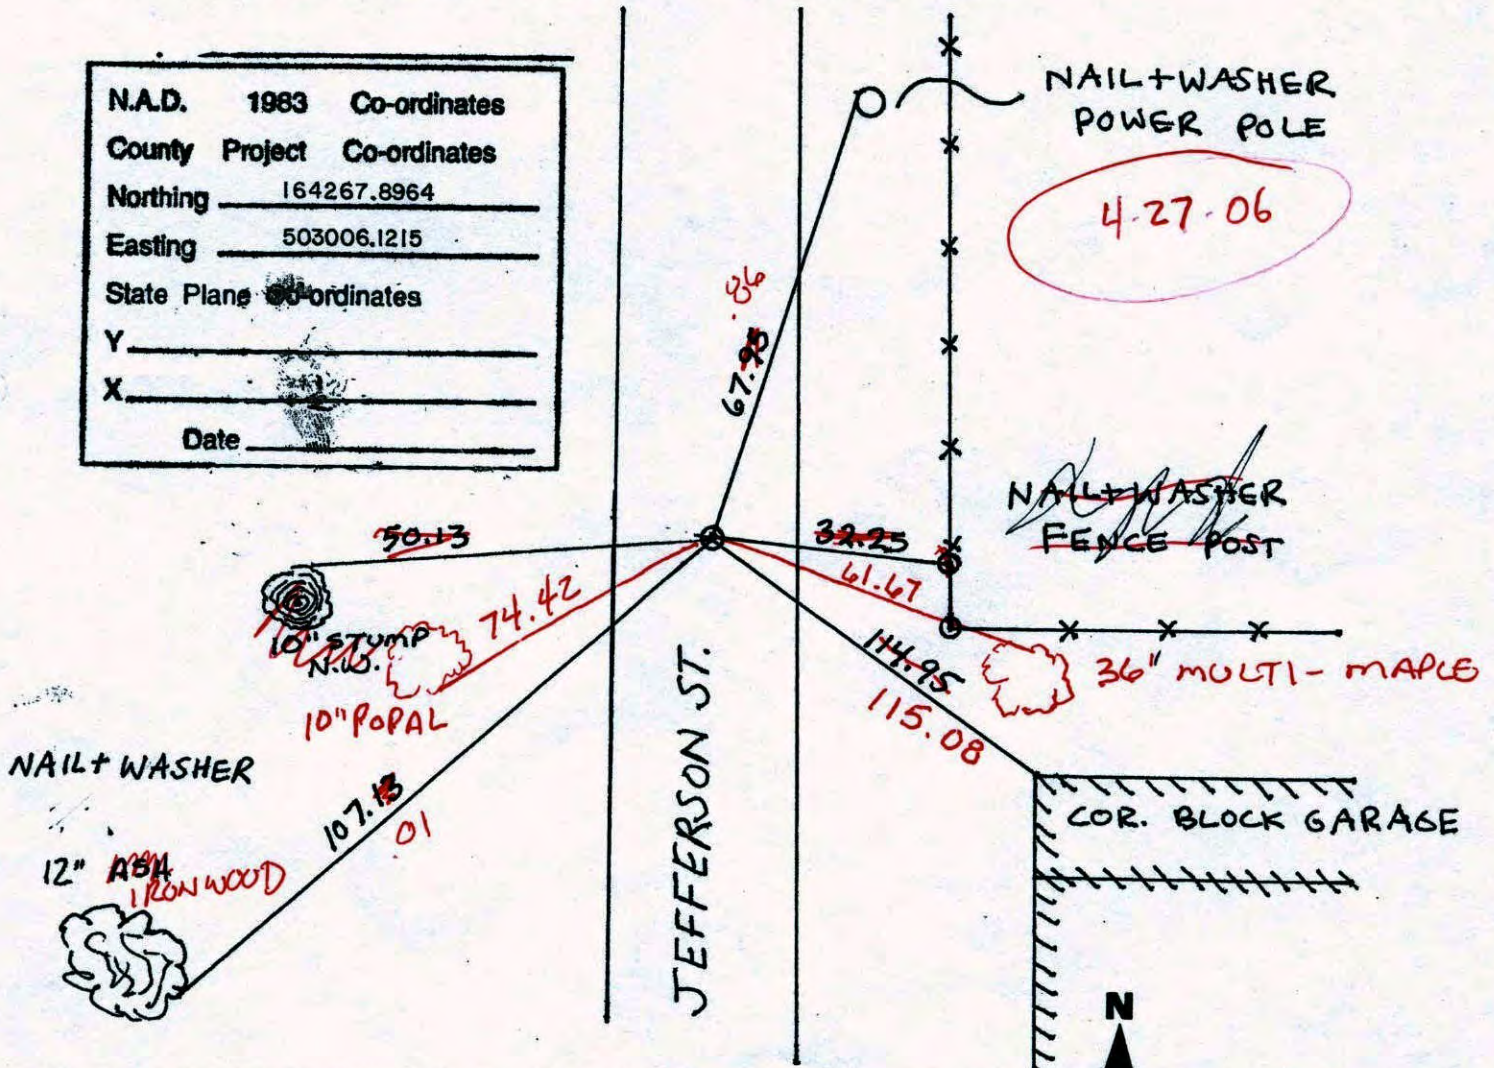 N.A.D. 1983 Co-ordinates
County Project Co-ordinates
Northing 164267.8964
Easting 503006.1215
State Plane Co-ordinates
Y
X
Date
NAIL+WASHER
POWER POLE
4.27.06
.86
67.95
NAIL+WASHER
FENCE POST
50.13
32.25
61.67
74.42
10" STUMP
N.W.
10" POPAL
114.95
115.08
36" MULTI-MAPLE
NAIL+ WASHER
107.13
.01
12" ASH
IRONWOOD
JEFFERSON ST.
COR. BLOCK GARAGE
N